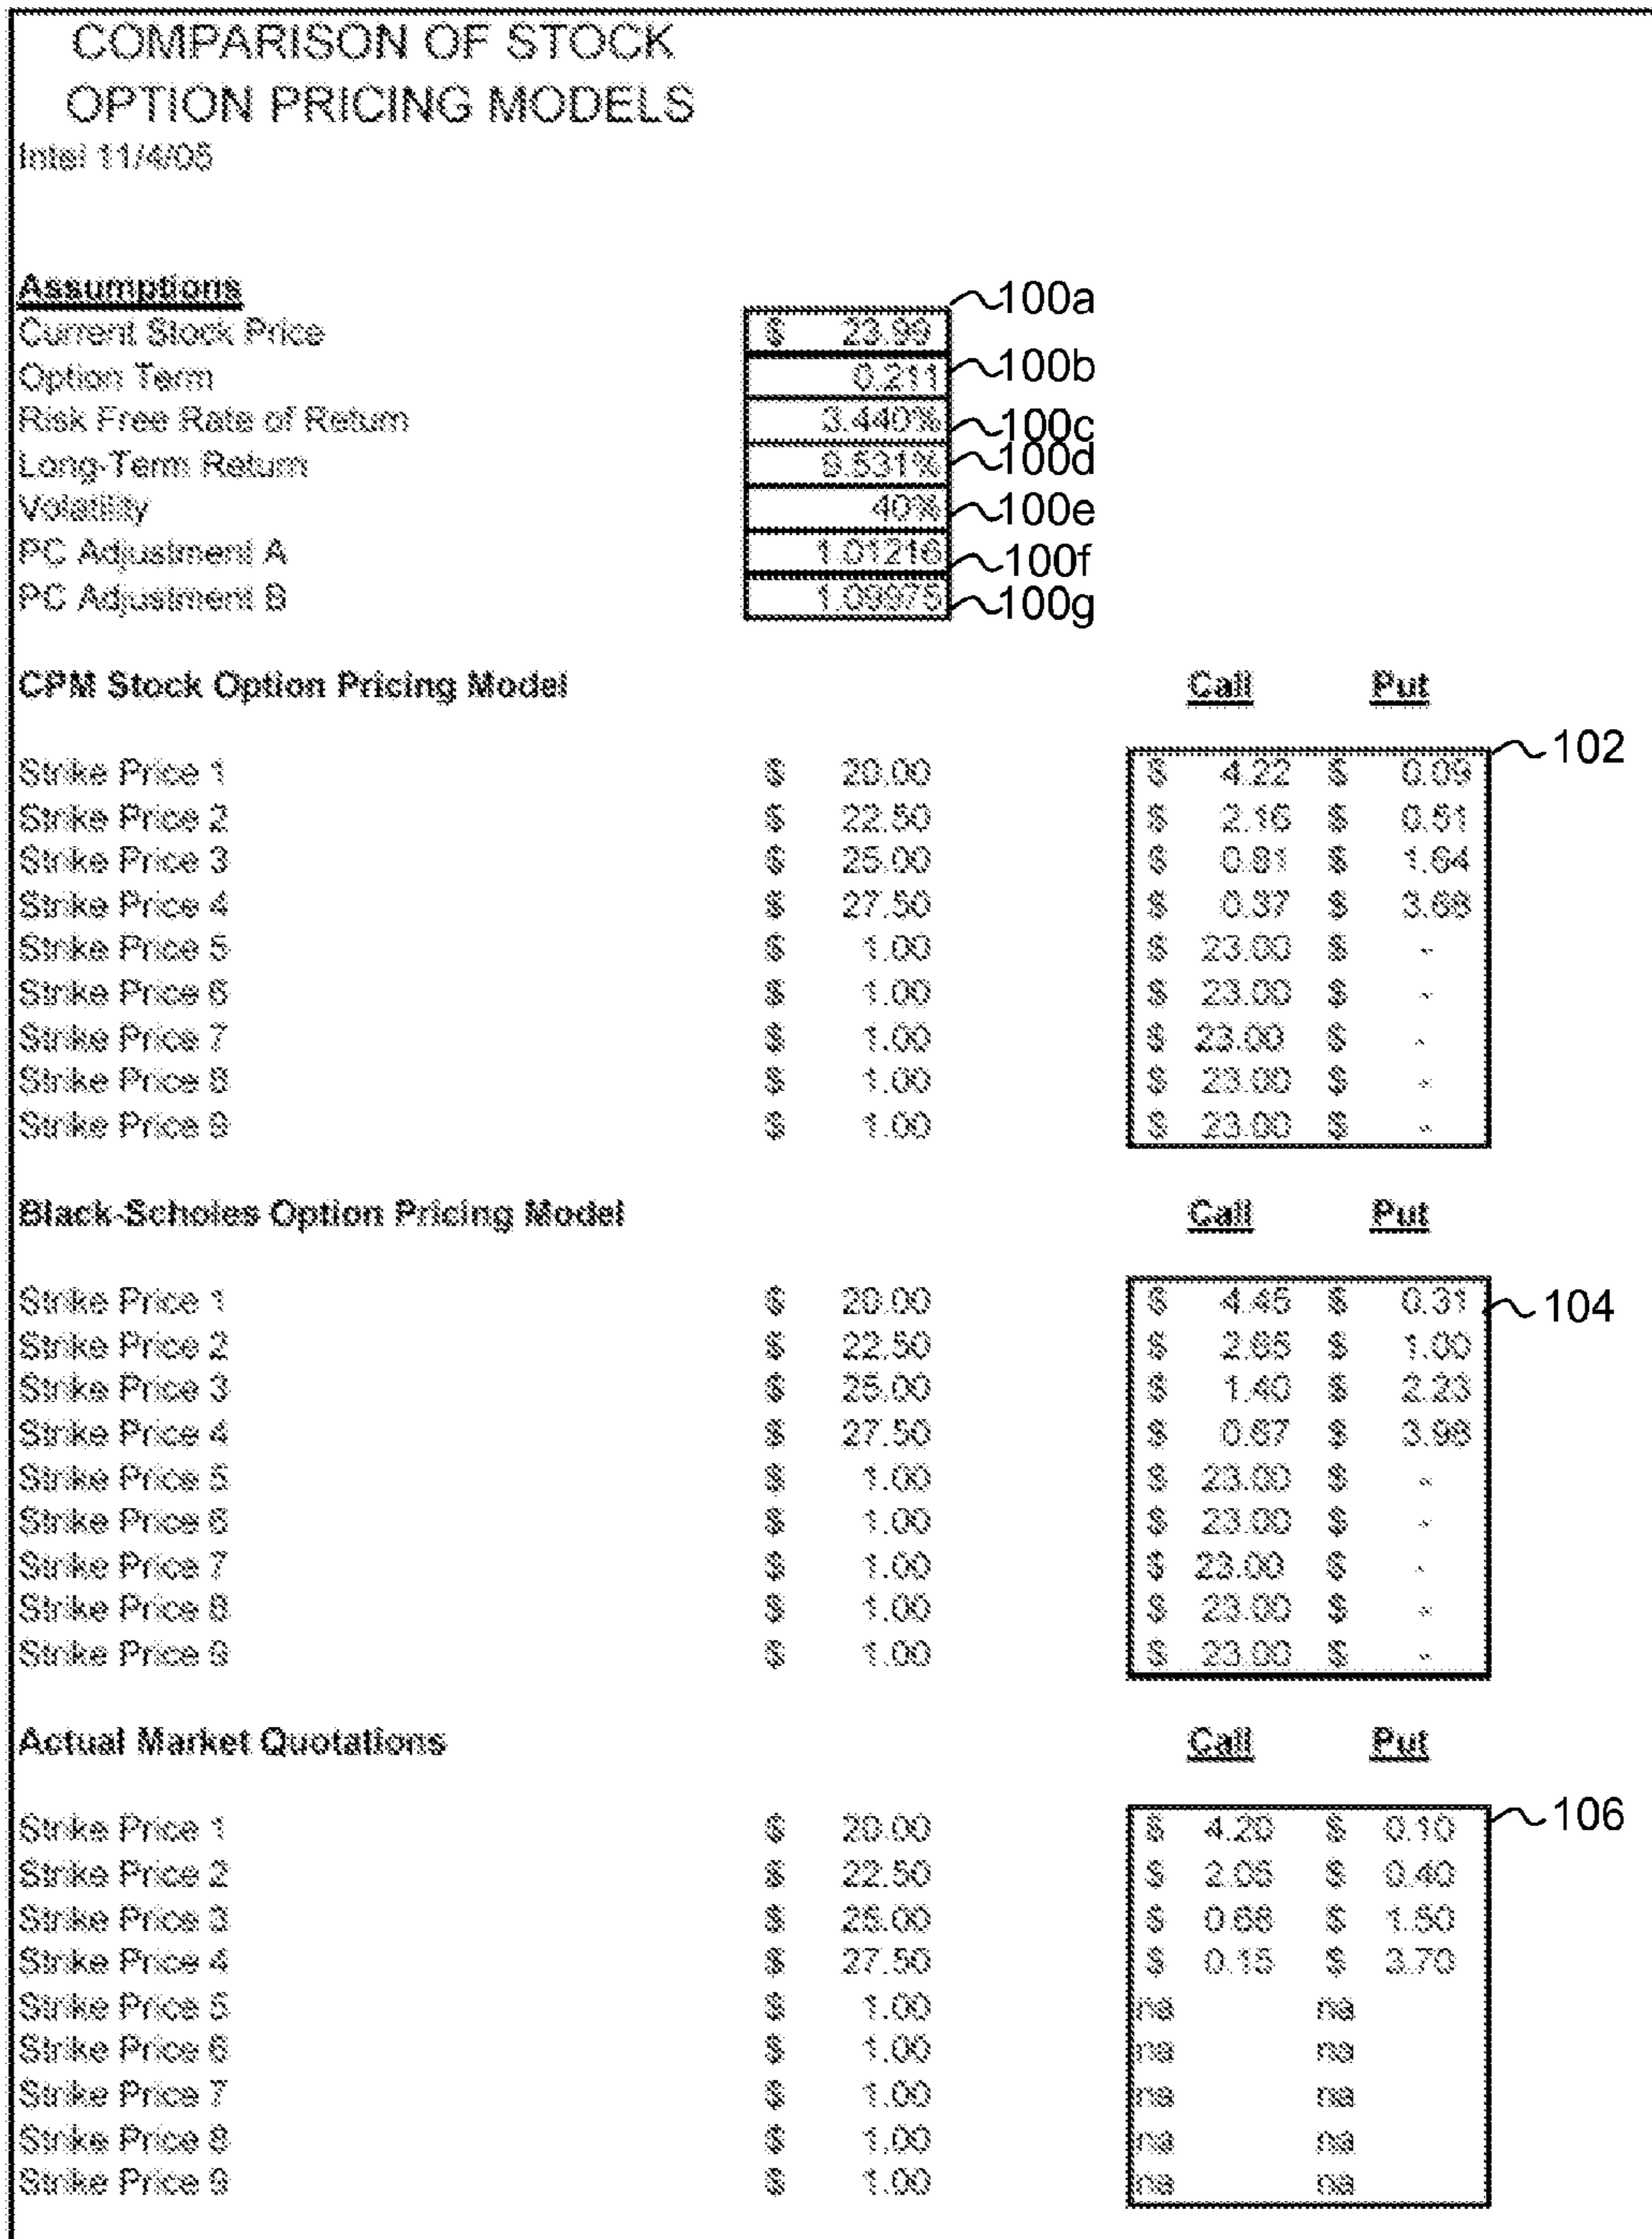 COMPARISON OF STOCK
OPTION PRICING MODELS
Intel 11/4/05
Assumptions
Current Stock Price $ 23.99 100a
Option Term 0.211 100b
Risk Free Rate of Return 3.440% 100c
Long-Term Return 9.531% 100d
Volatility 40% 100e
PC Adjustment A 1.01216 100f
PC Adjustment B 1.09975 100g
CPM Stock Option Pricing Model Call Put
102
Strike Price 1 $ 20.00 $ 4.22 $ 0.09
Strike Price 2 $ 22.50 $ 2.16 $ 0.51
Strike Price 3 $ 25.00 $ 0.81 $ 1.64
Strike Price 4 $ 27.50 $ 0.37 $ 3.68
Strike Price 5 $ 1.00 $ 23.00 $ -
Strike Price 6 $ 1.00 $ 23.00 $ -
Strike Price 7 $ 1.00 $ 23.00 $ -
Strike Price 8 $ 1.00 $ 23.00 $ -
Strike Price 9 $ 1.00 $ 23.00 $ -
Black-Scholes Option Pricing Model Call Put
Strike Price 1 $ 20.00 $ 4.45 $ 0.31 104
Strike Price 2 $ 22.50 $ 2.65 $ 1.00
Strike Price 3 $ 25.00 $ 1.40 $ 2.23
Strike Price 4 $ 27.50 $ 0.67 $ 3.98
Strike Price 5 $ 1.00 $ 23.00 $ -
Strike Price 6 $ 1.00 $ 23.00 $ -
Strike Price 7 $ 1.00 $ 23.00 $ -
Strike Price 8 $ 1.00 $ 23.00 $ -
Strike Price 9 $ 1.00 $ 23.00 $ -
Actual Market Quotations Call Put
106
Strike Price 1 $ 20.00 $ 4.20 $ 0.10
Strike Price 2 $ 22.50 $ 2.05 $ 0.40
Strike Price 3 $ 25.00 $ 0.68 $ 1.50
Strike Price 4 $ 27.50 $ 0.15 $ 3.70
Strike Price 5 $ 1.00 na na
Strike Price 6 $ 1.00 na na
Strike Price 7 $ 1.00 na na
Strike Price 8 $ 1.00 na na
Strike Price 9 $ 1.00 na na